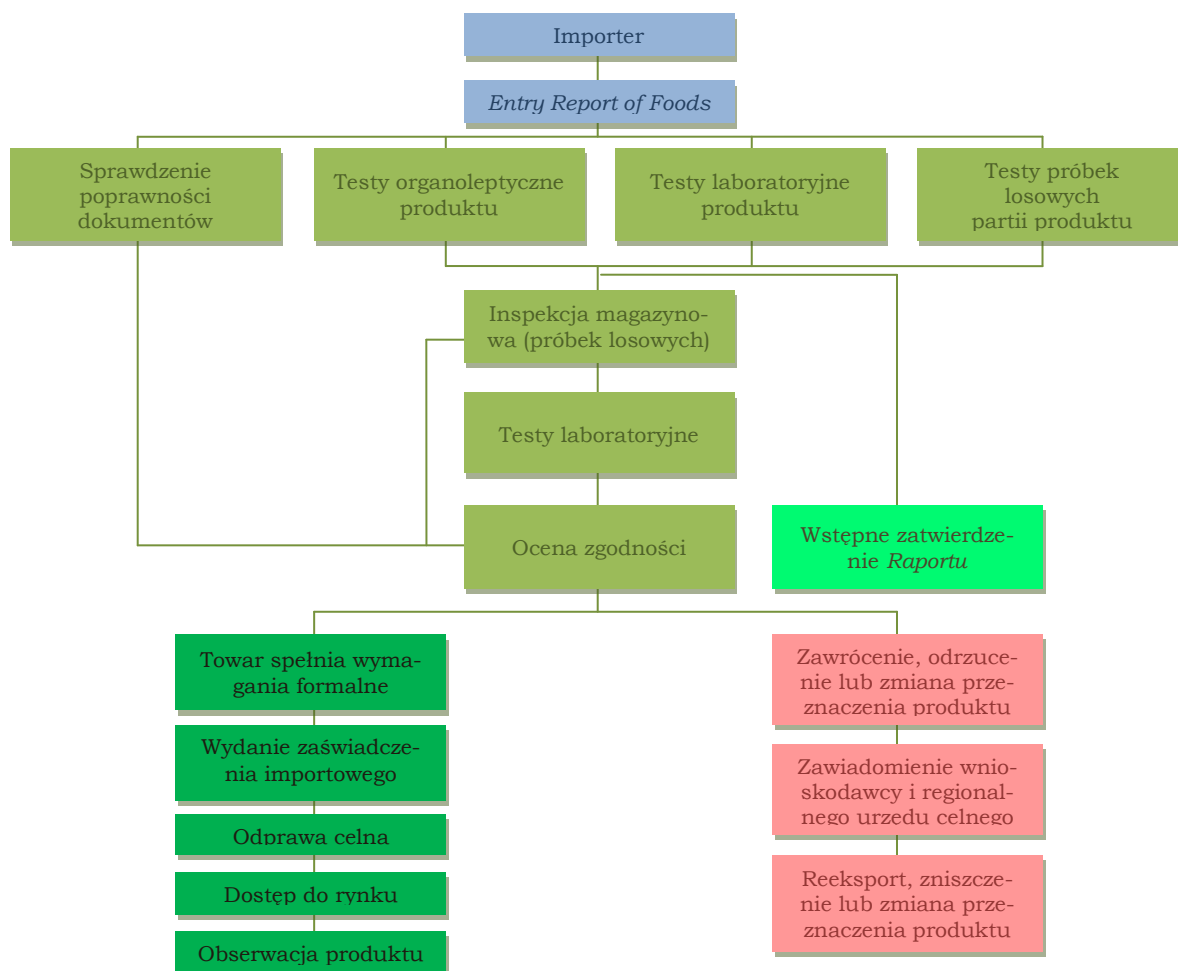 Importer
Entry Report of Foods
Sprawdzenie
poprawności
dokumentów
Testy organoleptyczne
produktu
Testy laboratoryjne
produktu
Testy próbek
losowych
partii produktu
Inspekcja magazyno-
wa (próbek losowych)
Testy laboratoryjne
Ocena zgodności
Wstępne zatwierdze-
nie Raportu
Towar spełnia wyma-
gania formalne
Wydanie zaświadcze-
nia importowego
Odprawa celna
Dostęp do rynku
Obserwacja produktu
Zawrócenie, odrzuce-
nie lub zmiana prze-
znaczenia produktu
Zawiadomienie wnio-
skodawcy i regional-
nego urzędu celnego
Reeksport, zniszcze-
nie lub zmiana prze-
znaczenia produktu